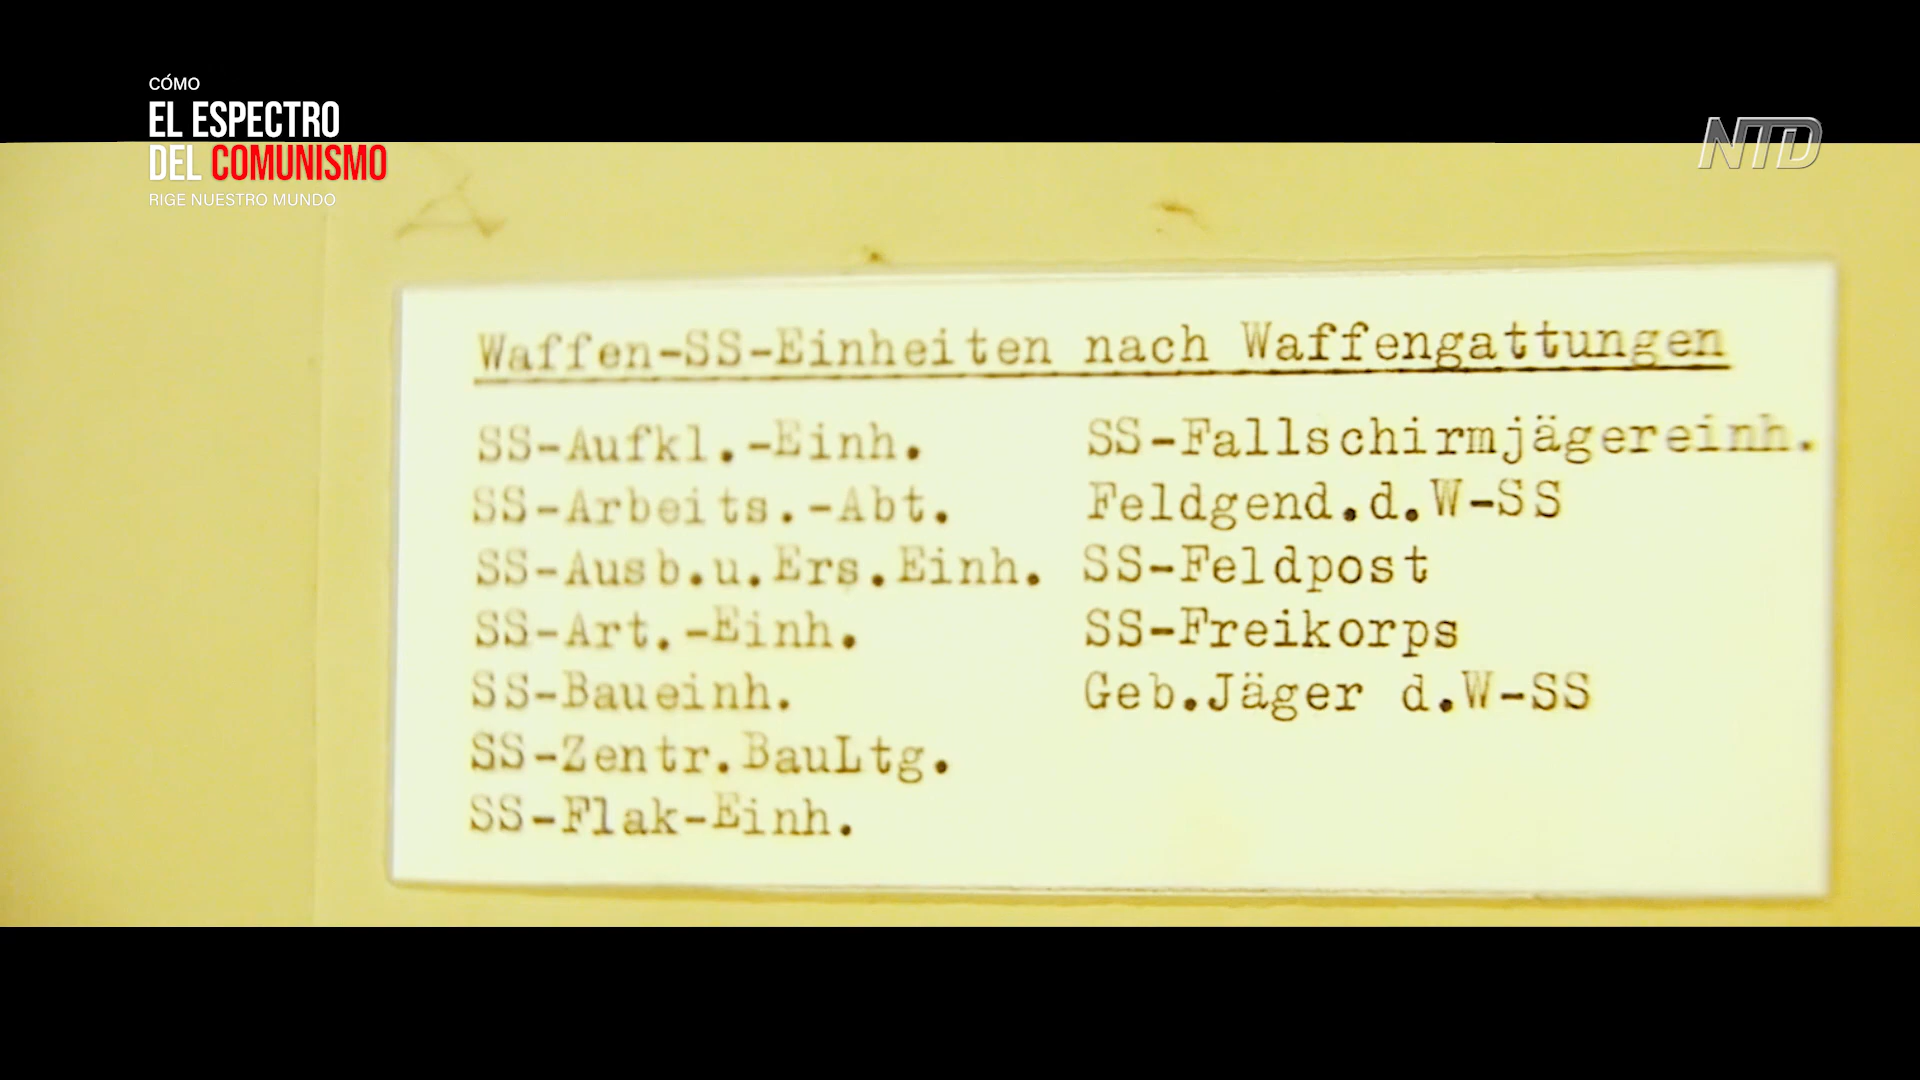 CÓMO
EL ESPECTRO
DEL COMUNISMO
RIGE NUESTRO MUNDO
NTD
Waffen-SS-Einheiten nach Waffengattungen
SS-Aufkl.-Einh.
SS-Arbeits.-Abt.
SS-Ausb.u.Ers.Einh.
SS-Art.-Einh.
SS-Baueinh.
SS-Zentr.BauLtg.
SS-Flak-Einh.
SS-Fallschirmjägereinh.
Feldgend.d.W-SS
SS-Feldpost
SS-Freikorps
Geb.Jäger d.W-SS